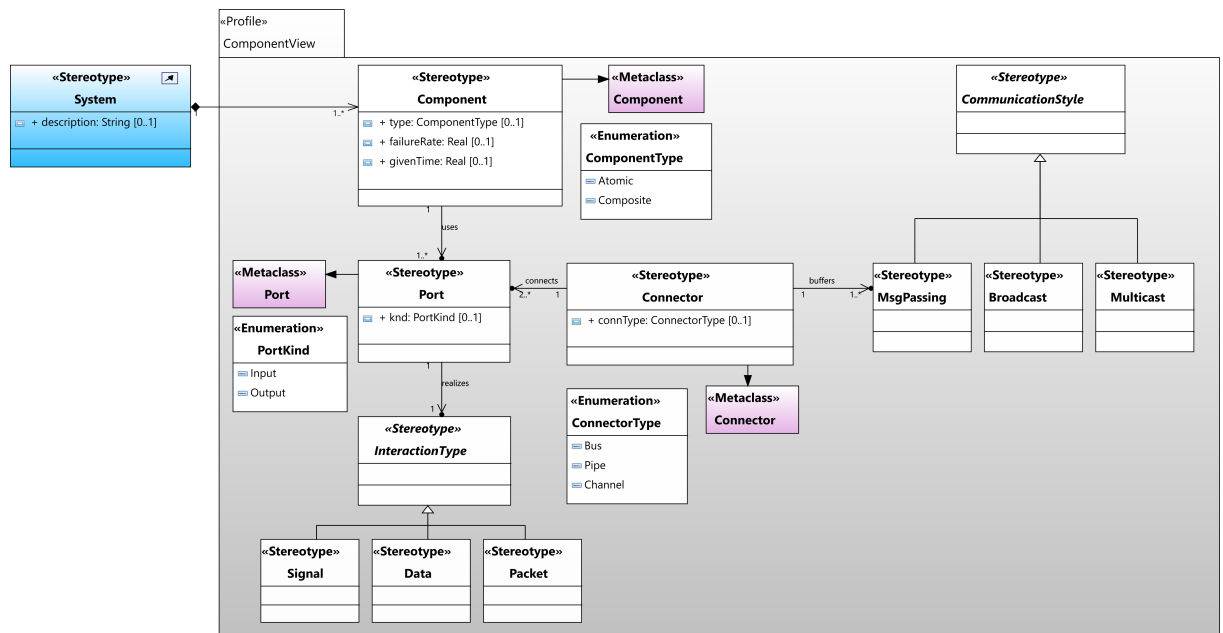 «Profile»
ComponentView
«Stereotype»
System
+ description: String [0..1]
1
1..*
«Stereotype»
Component
+ type: ComponentType [0..1]
+ failureRate: Real [0..1]
+ givenTime: Real [0..1]
«Metaclass»
Component
«Enumeration»
ComponentType
Atomic
Composite
«Stereotype»
CommunicationStyle
1
uses
1..*
«Metaclass»
Port
«Stereotype»
Port
+ knd: PortKind [0..1]
connects
2..*
1
«Stereotype»
Connector
+ connType: ConnectorType [0..1]
buffers
1
1..*
«Stereotype»
MsgPassing
«Stereotype»
Broadcast
«Stereotype»
Multicast
«Enumeration»
PortKind
Input
Output
1
realizes
1
«Stereotype»
InteractionType
«Enumeration»
ConnectorType
Bus
Pipe
Channel
«Metaclass»
Connector
«Stereotype»
Signal
«Stereotype»
Data
«Stereotype»
Packet